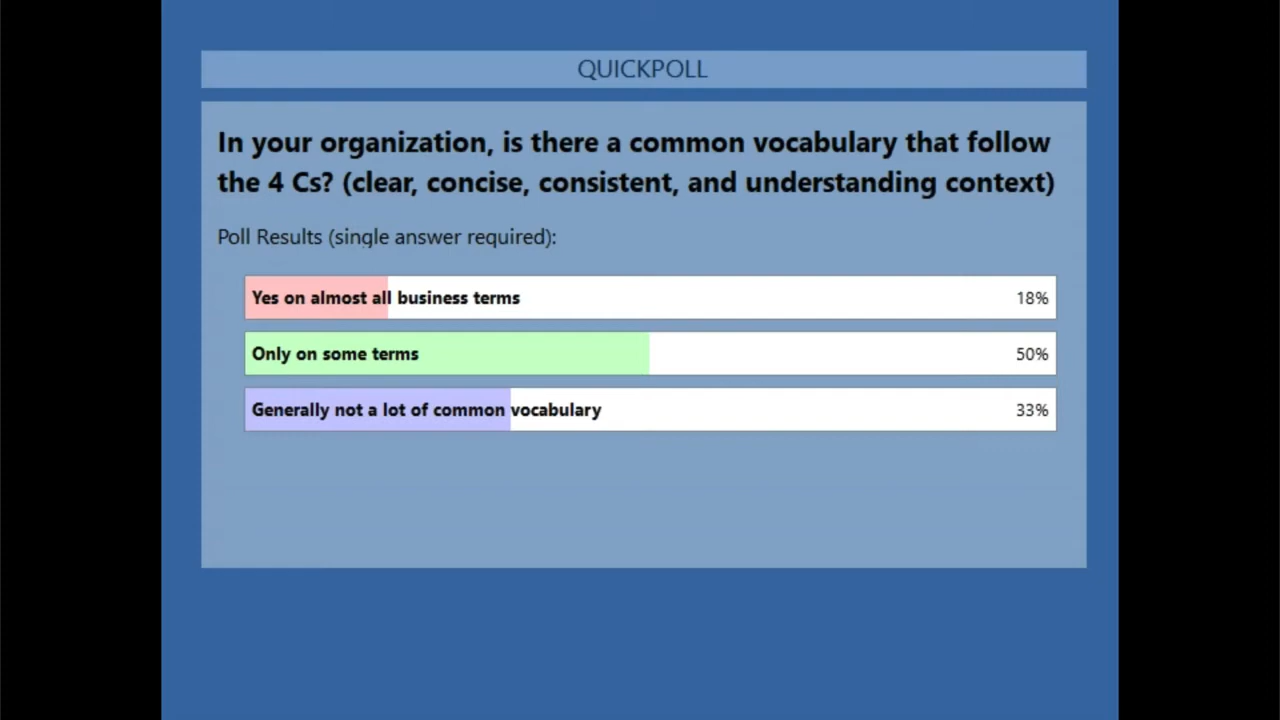 QUICKPOLL
In your organization, is there a common vocabulary that follow
the 4 Cs? (clear, concise, consistent, and understanding context)
Poll Results (single answer required):
Yes on almost all business terms 18%
Only on some terms 50%
Generally not a lot of common vocabulary 33%